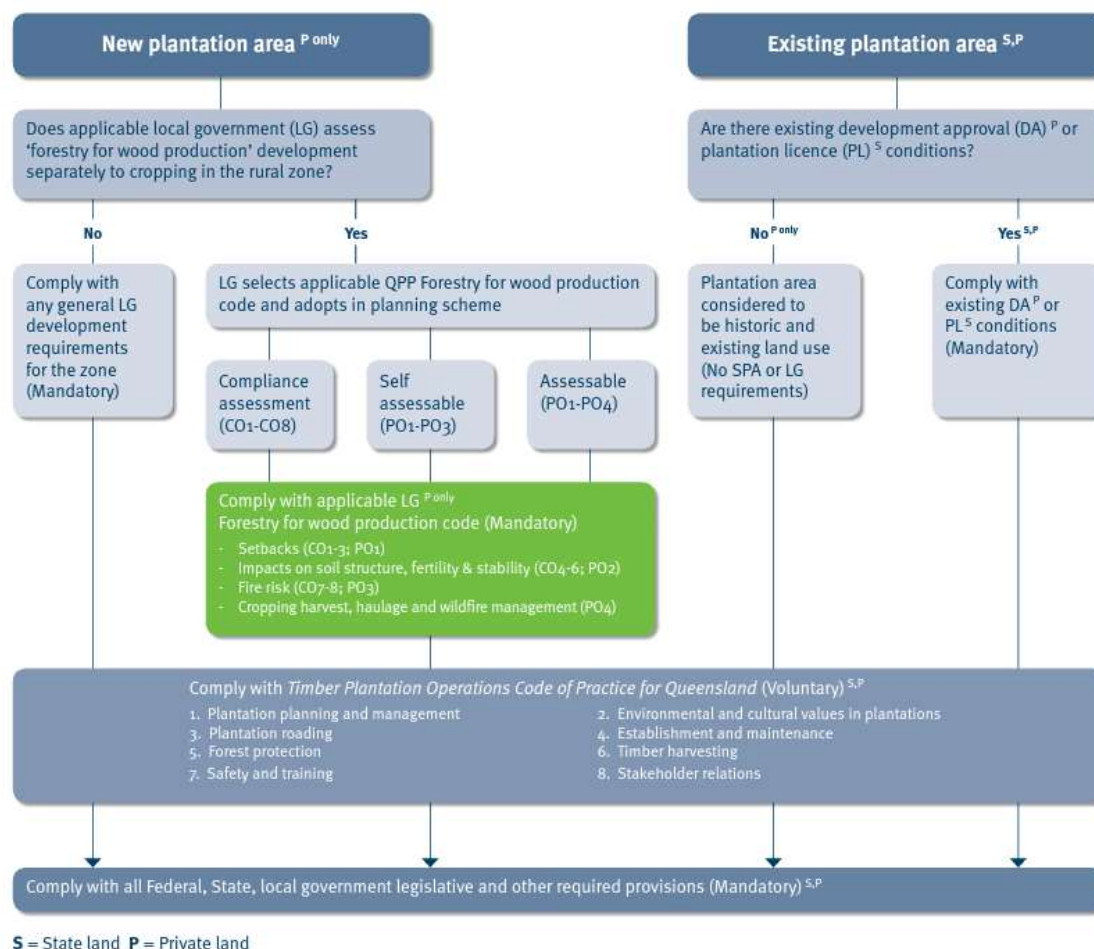 New plantation area P only
Existing plantation area S,P
Does applicable local government (LG) assess
‘forestry for wood production’ development
separately to cropping in the rural zone?
Are there existing development approval (DA) P or
plantation licence (PL) S conditions?
No
Yes
No P only
Yes S,P
Comply with
any general LG
development
requirements
for the zone
(Mandatory)
LG selects applicable QPP Forestry for wood production
code and adopts in planning scheme
Plantation area
considered to
be historic and
existing land use
(No SPA or LG
requirements)
Comply with
existing DA P or
PL S conditions
(Mandatory)
Compliance
assessment
(CO1-CO8)
Self
assessable
(PO1-PO3)
Assessable
(PO1-PO4)
Comply with applicable LG P only
Forestry for wood production code (Mandatory)
- Setbacks (CO1-3; PO1)
- Impacts on soil structure, fertility & stability (CO4-6; PO2)
- Fire risk (CO7-8; PO3)
- Cropping harvest, haulage and wildfire management (PO4)
Comply with Timber Plantation Operations Code of Practice for Queensland (Voluntary) S,P
1. Plantation planning and management
2. Environmental and cultural values in plantations
3. Plantation roading
4. Establishment and maintenance
5. Forest protection
6. Timber harvesting
7. Safety and training
8. Stakeholder relations
Comply with all Federal, State, local government legislative and other required provisions (Mandatory) S,P
S = State land P = Private land